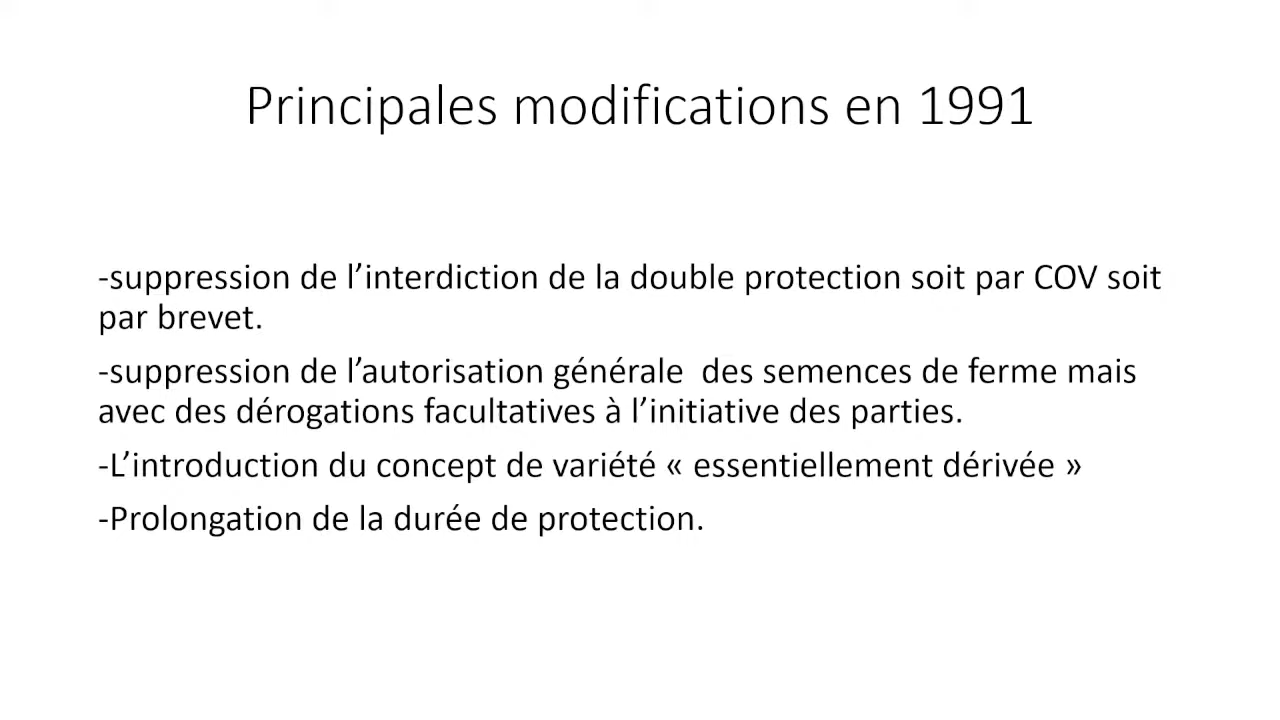 Principales modifications en 1991
-suppression de l’interdiction de la double protection soit par COV soit
par brevet.
-suppression de l’autorisation générale  des semences de ferme mais
avec des dérogations facultatives à l’initiative des parties.
-L’introduction du concept de variété « essentiellement dérivée »
-Prolongation de la durée de protection.